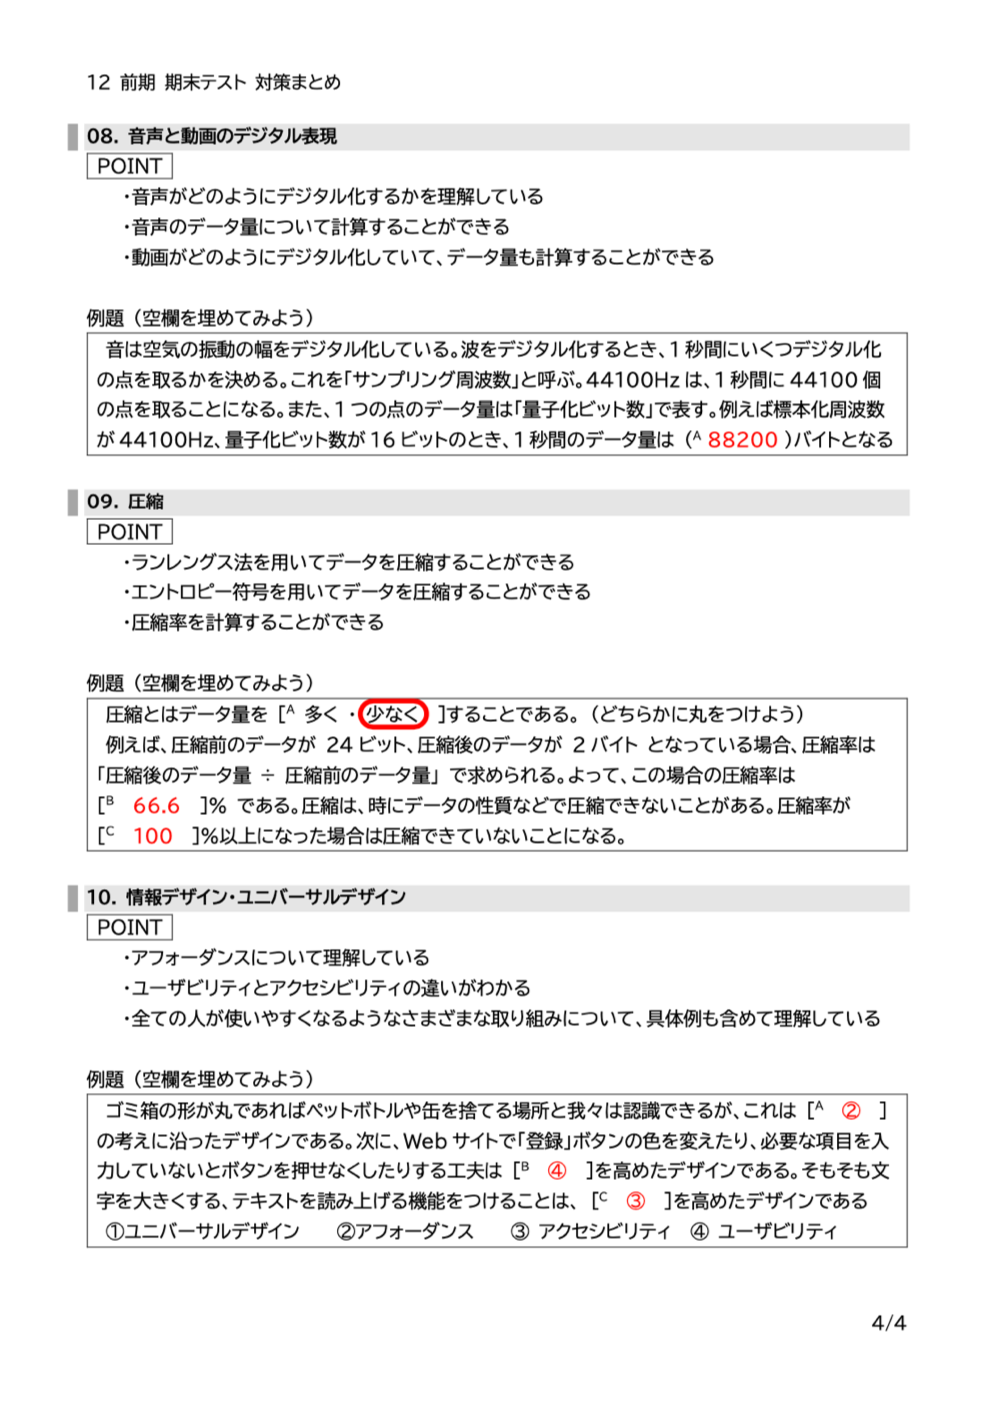 12 前期 期末テスト 対策まとめ
08. 音声と動画のデジタル表現
POINT
・音声がどのようにデジタル化するかを理解している
・音声のデータ量について計算することができる
・動画がどのようにデジタル化していて、データ量も計算することができる
例題（空欄を埋めてみよう）
音は空気の振動の幅をデジタル化している。波をデジタル化するとき、1秒間にいくつデジタル化
の点を取るかを決める。これを「サンプリング周波数」と呼ぶ。44100Hzは、1秒間に44100個
の点を取ることになる。また、1つの点のデータ量は「量子化ビット数」で表す。例えば標本化周波数
が44100Hz、量子化ビット数が16ビットのとき、1秒間のデータ量は（A 88200 ）バイトとなる
09. 圧縮
POINT
・ランレングス法を用いてデータを圧縮することができる
・エントロピー符号を用いてデータを圧縮することができる
・圧縮率を計算することができる
例題（空欄を埋めてみよう）
圧縮とはデータ量を [A 多く ・ 少なく ]することである。（どちらかに丸をつけよう）
例えば、圧縮前のデータが 24ビット、圧縮後のデータが 2バイト となっている場合、圧縮率は
「圧縮後のデータ量 ÷ 圧縮前のデータ量」 で求められる。よって、この場合の圧縮率は
[B 66.6 ]% である。圧縮は、時にデータの性質などで圧縮できないことがある。圧縮率が
[C 100 ]%以上になった場合は圧縮できていないことになる。
10. 情報デザイン・ユニバーサルデザイン
POINT
・アフォーダンスについて理解している
・ユーザビリティとアクセシビリティの違いがわかる
・全ての人が使いやすくなるようなさまざまな取り組みについて、具体例も含めて理解している
例題（空欄を埋めてみよう）
ゴミ箱の形が丸であればペットボトルや缶を捨てる場所と我々は認識できるが、これは [A ② ]
の考えに沿ったデザインである。次に、Webサイトで「登録」ボタンの色を変えたり、必要な項目を入
力していないとボタンを押せなくしたりする工夫は [B ④ ]を高めたデザインである。そもそも文
字を大きくする、テキストを読み上げる機能をつけることは、 [C ③ ]を高めたデザインである
①ユニバーサルデザイン ②アフォーダンス ③ アクセシビリティ ④ ユーザビリティ
4/4